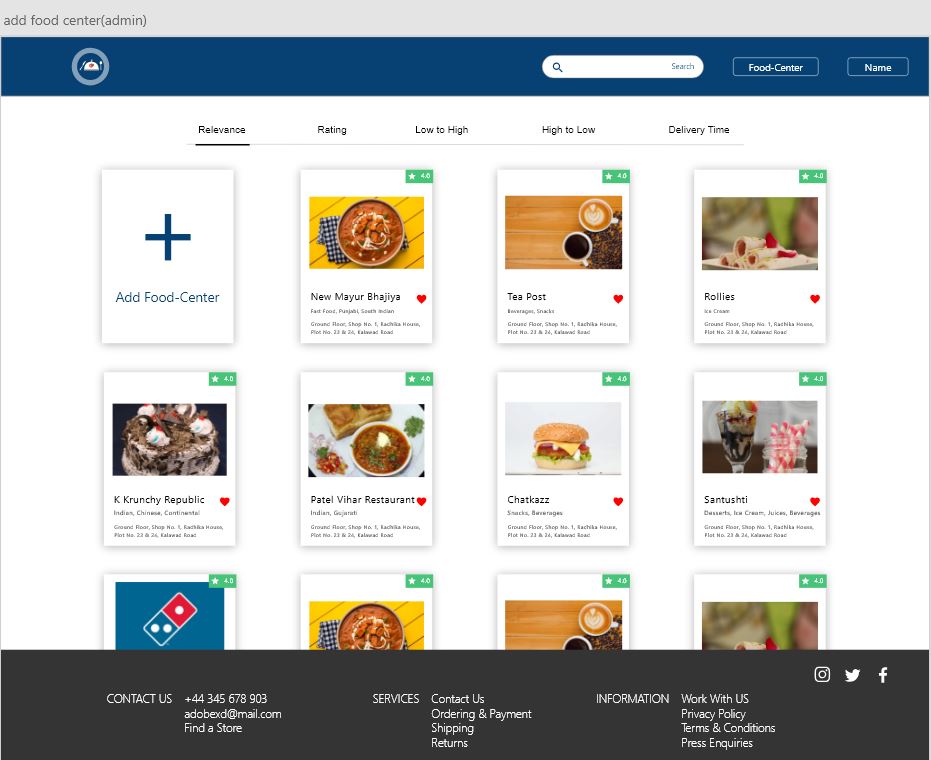 add food center(admin)
Search
Food-Center
Name
Relevance
Rating
Low to High
High to Low
Delivery Time
Add Food-Center
4.0
New Mayur Bhajiya
Fast Food, Punjabi, South Indian
Ground Floor, Shop No. 1, Radhika House,
Plot No. 23 & 24, Kalawad Road
4.0
Tea Post
Beverages, Snacks
Ground Floor, Shop No. 1, Radhika House,
Plot No. 23 & 24, Kalawad Road
4.0
Rollies
Ice Cream
Ground Floor, Shop No. 1, Radhika House,
Plot No. 23 & 24, Kalawad Road
4.0
K Krunchy Republic
Indian, Chinese, Continental
Ground Floor, Shop No. 1, Radhika House,
Plot No. 23 & 24, Kalawad Road
4.0
Patel Vihar Restaurant
Indian, Gujarati
Ground Floor, Shop No. 1, Radhika House,
Plot No. 23 & 24, Kalawad Road
4.0
Chatkazz
Snacks, Beverages
Ground Floor, Shop No. 1, Radhika House,
Plot No. 23 & 24, Kalawad Road
4.0
Santushti
Desserts, Ice Cream, Juices, Beverages
Ground Floor, Shop No. 1, Radhika House,
Plot No. 23 & 24, Kalawad Road
4.0
4.0
4.0
4.0
CONTACT US
+44 345 678 903
adobexd@mail.com
Find a Store
SERVICES
Contact Us
Ordering & Payment
Shipping
Returns
INFORMATION
Work With US
Privacy Policy
Terms & Conditions
Press Enquiries